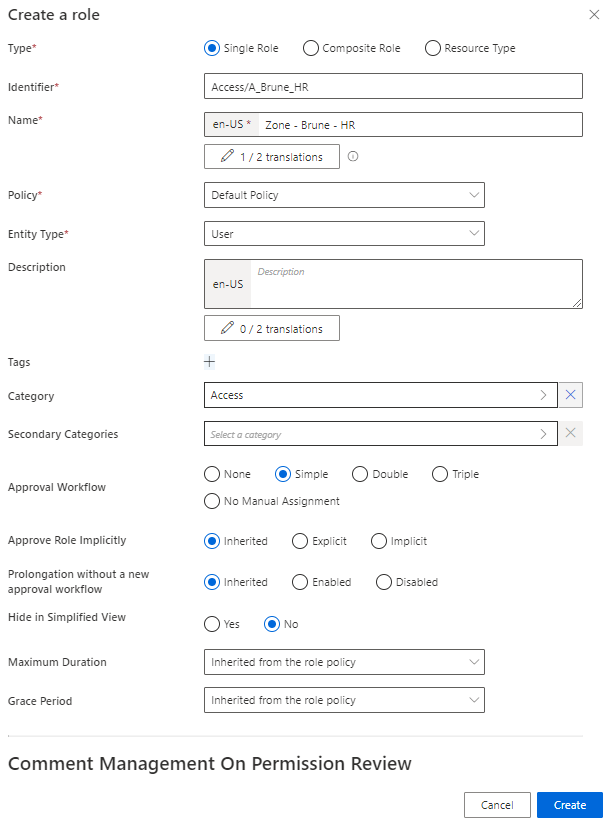 Create a role
Type*
Single Role Composite Role Resource Type
Identifier*
Access/A_Brune_HR
Name*
en-US * Zone - Brune - HR
1 / 2 translations
Policy*
Default Policy
Entity Type*
User
Description
en-US Description
0 / 2 translations
Tags
Category
Access
Secondary Categories
Select a category
Approval Workflow
None Simple Double Triple
No Manual Assignment
Approve Role Implicitly
Inherited Explicit Implicit
Prolongation without a new
approval workflow
Inherited Enabled Disabled
Hide in Simplified View
Yes No
Maximum Duration
Inherited from the role policy
Grace Period
Inherited from the role policy
Comment Management On Permission Review
Cancel Create